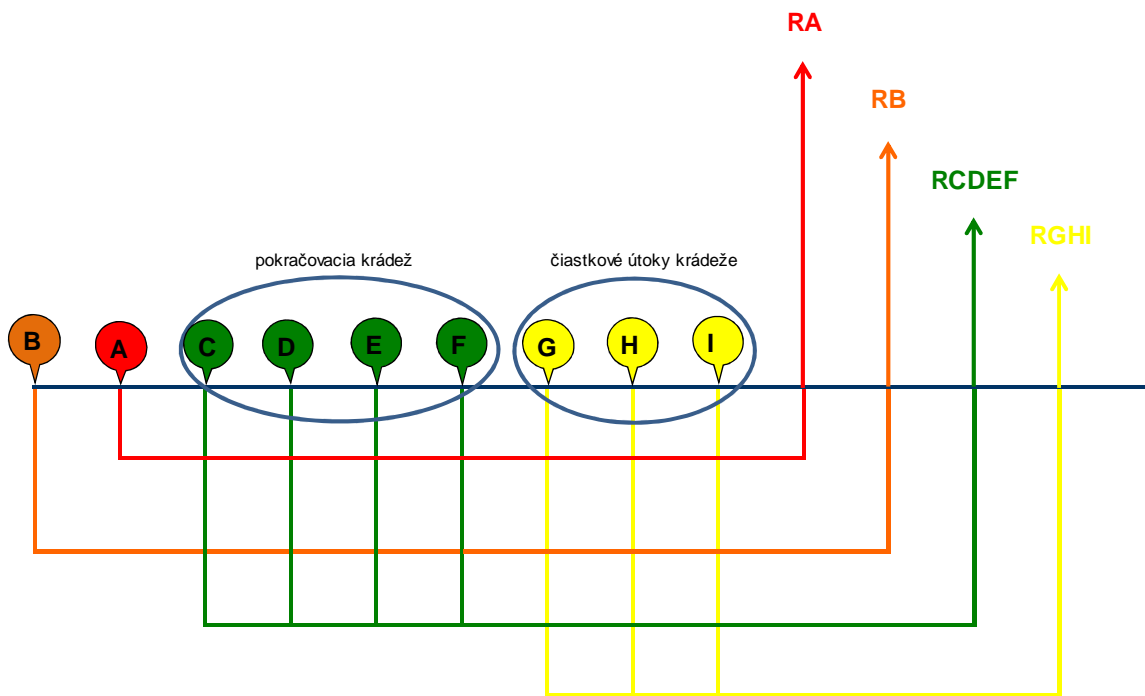 RA
RB
RCDEF
RGHI
pokračovacia krádež
čiastkové útoky krádeže
B
A
C
D
E
F
G
H
I